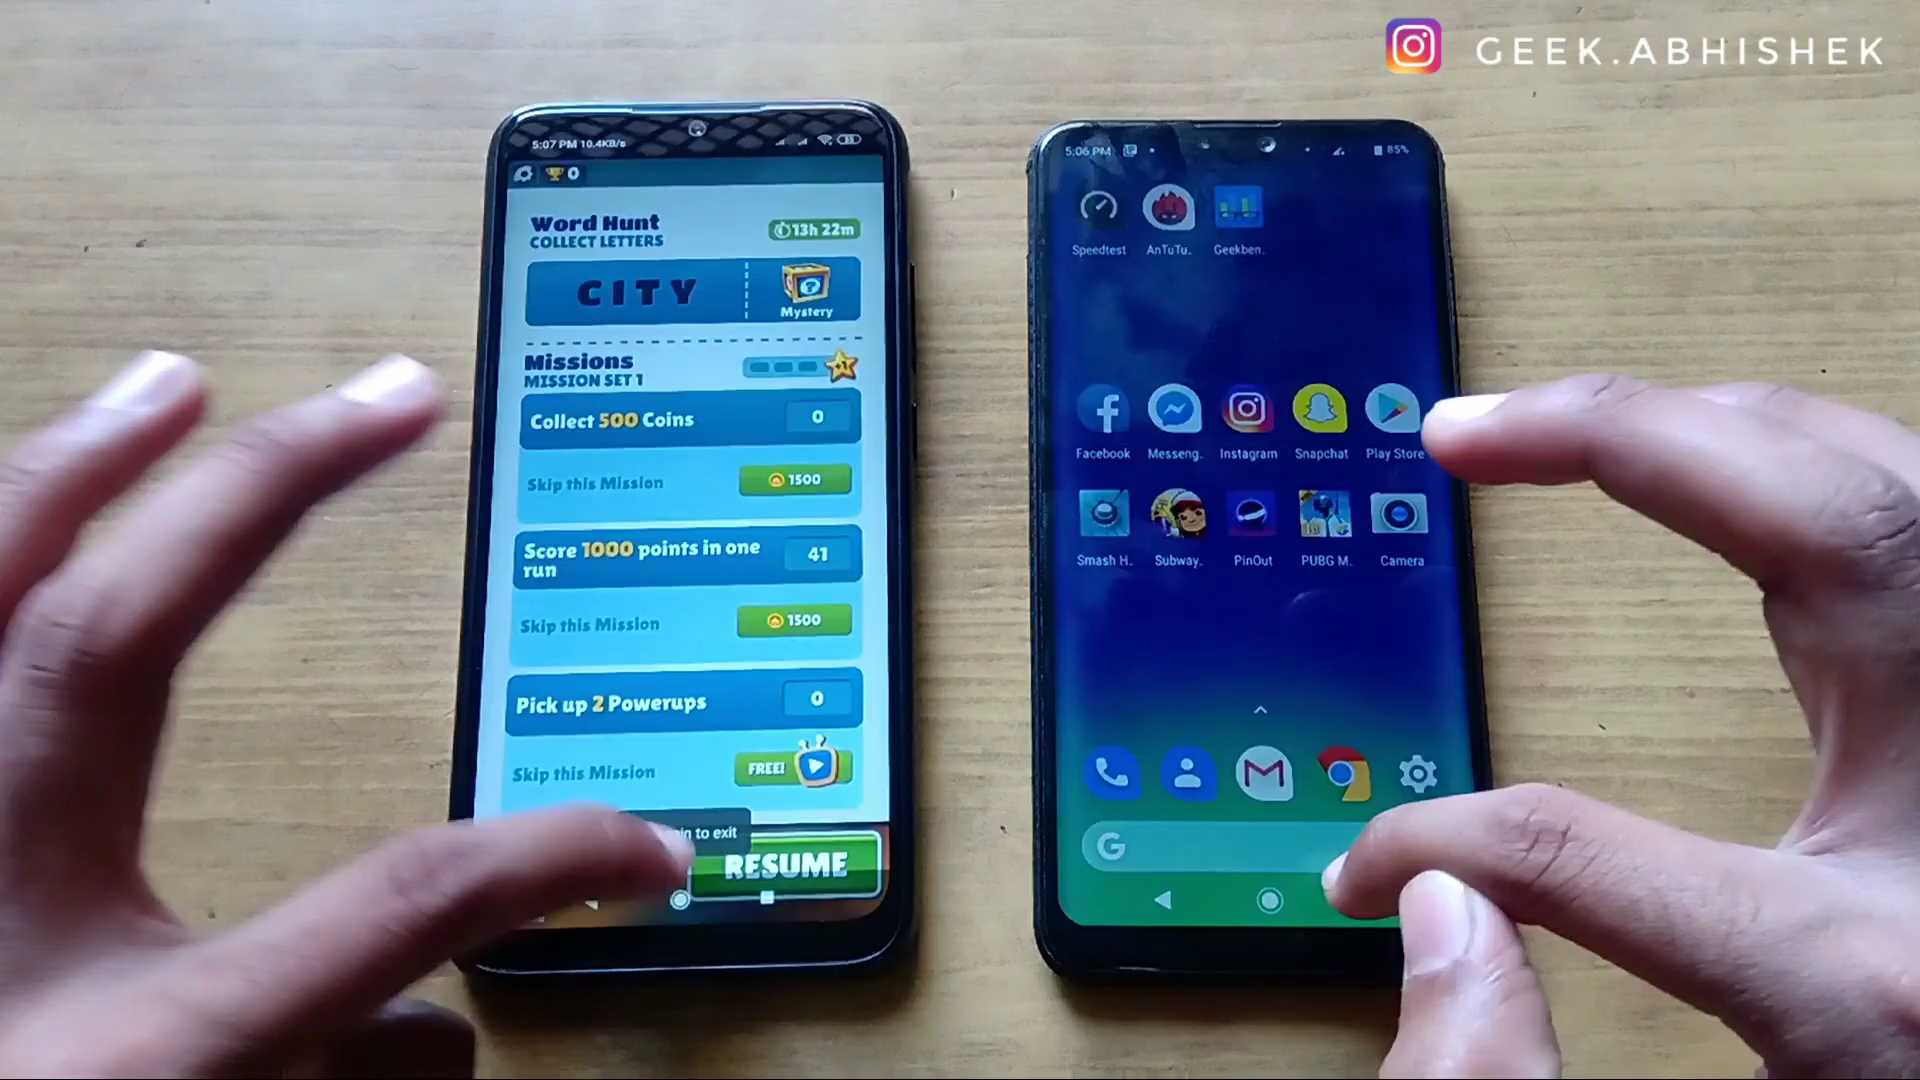 GEEK.ABHISHEK
5:07 PM 10.4KB/s
0
Word Hunt
COLLECT LETTERS
13h 22m
CITY
Mystery
Missions
MISSION SET 1
+1
Collect 500 Coins
0
Skip this Mission
1500
Score 1000 points in one
run
41
Skip this Mission
1500
Pick up 2 Powerups
0
Skip this Mission
FREE!
to exit
RESUME
5:06 PM
85%
Speedtest
AnTuTu..
Geekben..
Facebook
Messeng..
Instagram
Snapchat
Play Store
Smash H..
Subway..
PinOut
PUBG M..
Camera
G